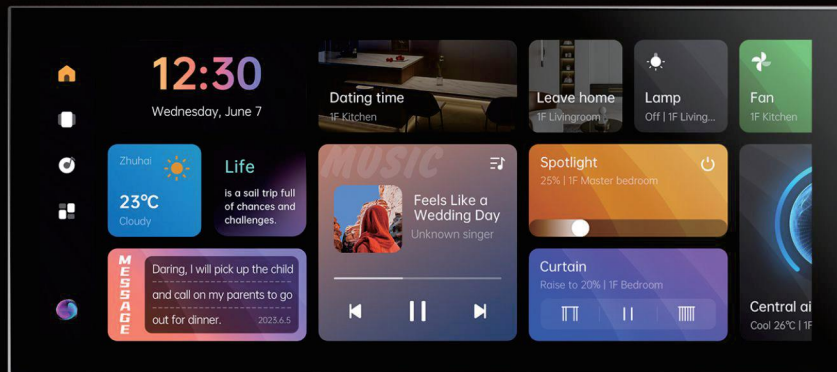 12:30
Wednesday, June 7
Zhuhai
23°C
Cloudy
Life
is a sail trip full
of chances and
challenges.
MESSAGE
Daring, I will pick up the child
and call on my parents to go
out for dinner.
2023.6.5
Dating time
1F Kitchen
MUSIC
Feels Like a
Wedding Day
Unknown singer
Leave home
1F Livingroom
Lamp
Off | 1F Living...
Fan
1F Kitchen
Spotlight
25% | 1F Master bedroom
Curtain
Raise to 20% | 1F Bedroom
Central ai
Cool 26°C | 1F